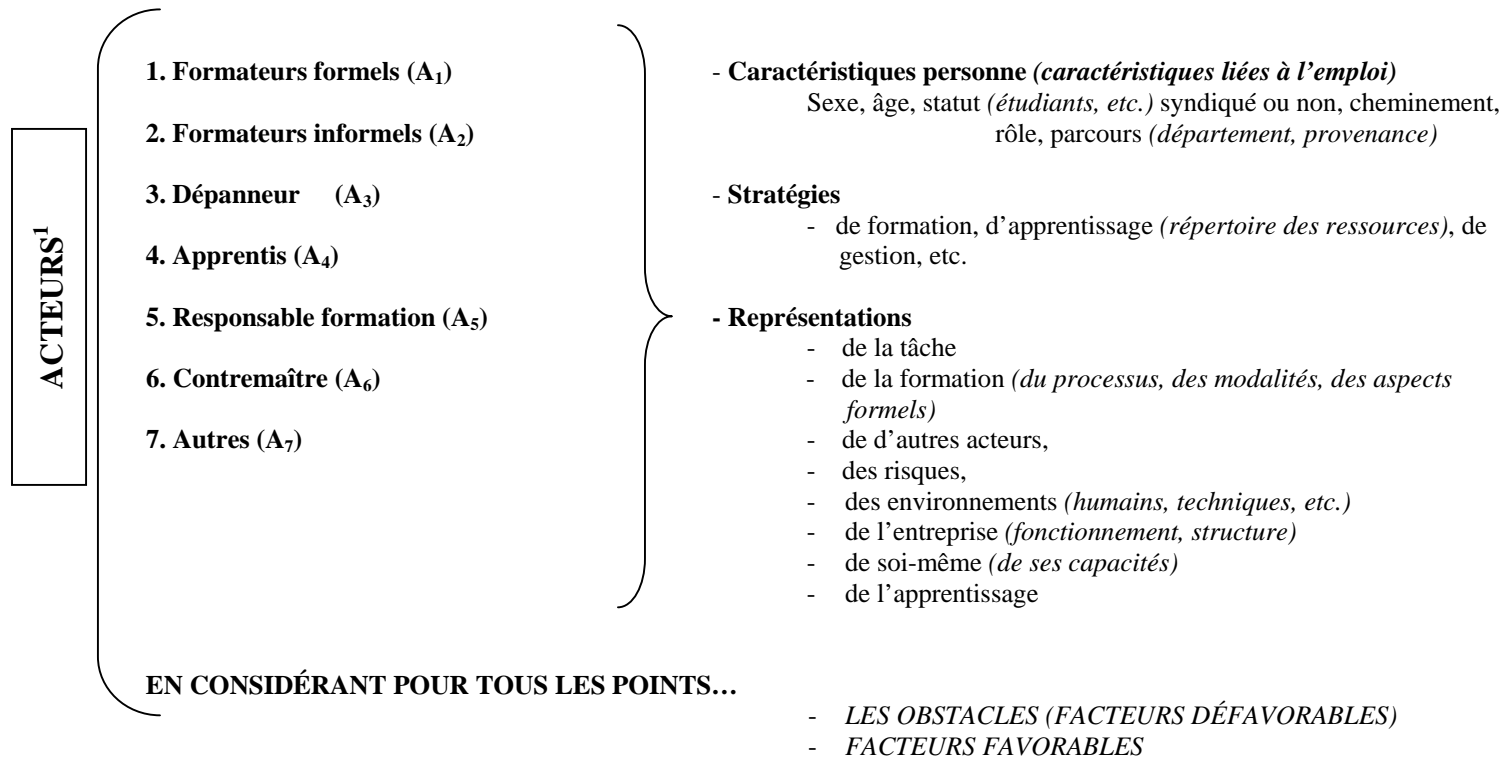 ACTEURS1
1. Formateurs formels (A1)
2. Formateurs informels (A2)
3. Dépanneur (A3)
4. Apprentis (A4)
5. Responsable formation (A5)
6. Contremaître (A6)
7. Autres (A7)
- Caractéristiques personne (caractéristiques liées à l’emploi)
Sexe, âge, statut (étudiants, etc.) syndiqué ou non, cheminement,
rôle, parcours (département, provenance)
- Stratégies
- de formation, d’apprentissage (répertoire des ressources), de
gestion, etc.
- Représentations
- de la tâche
- de la formation (du processus, des modalités, des aspects
formels)
- de d’autres acteurs,
- des risques,
- des environnements (humains, techniques, etc.)
- de l’entreprise (fonctionnement, structure)
- de soi-même (de ses capacités)
- de l’apprentissage
EN CONSIDÉRANT POUR TOUS LES POINTS…
- LES OBSTACLES (FACTEURS DÉFAVORABLES)
- FACTEURS FAVORABLES